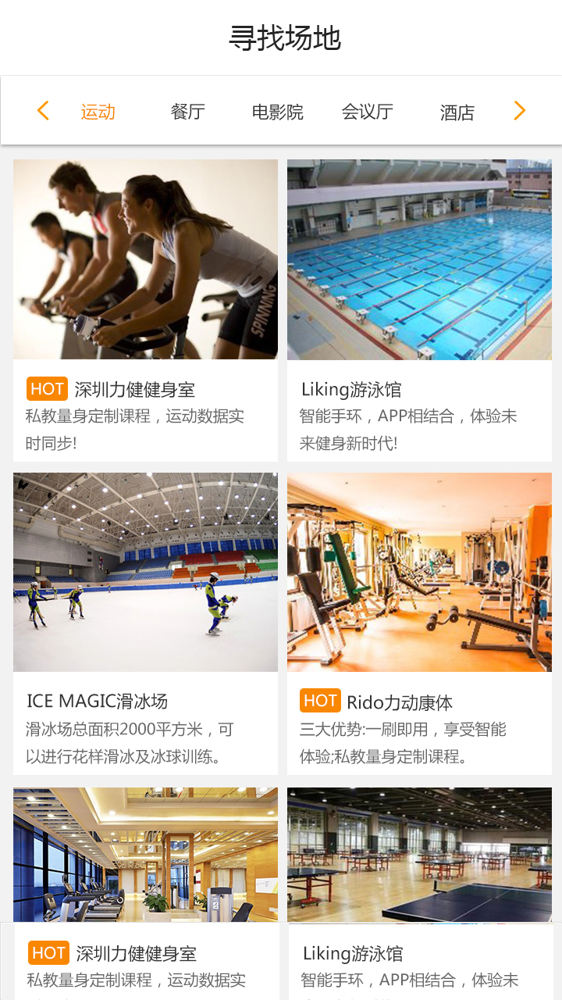 寻找场地
运动
餐厅
电影院
会议厅
酒店
SPINNING
HOT 深圳力健健身室
私教量身定制课程，运动数据实
时同步!
Liking游泳馆
智能手环，APP相结合，体验未
来健身新时代!
ICE MAGIC滑冰场
滑冰场总面积2000平方米，可
以进行花样滑冰及冰球训练。
HOT Rido力动康体
三大优势:一刷即用，享受智能
体验;私教量身定制课程。
HOT 深圳力健健身室
私教量身定制课程，运动数据实
Liking游泳馆
智能手环，APP相结合，体验未